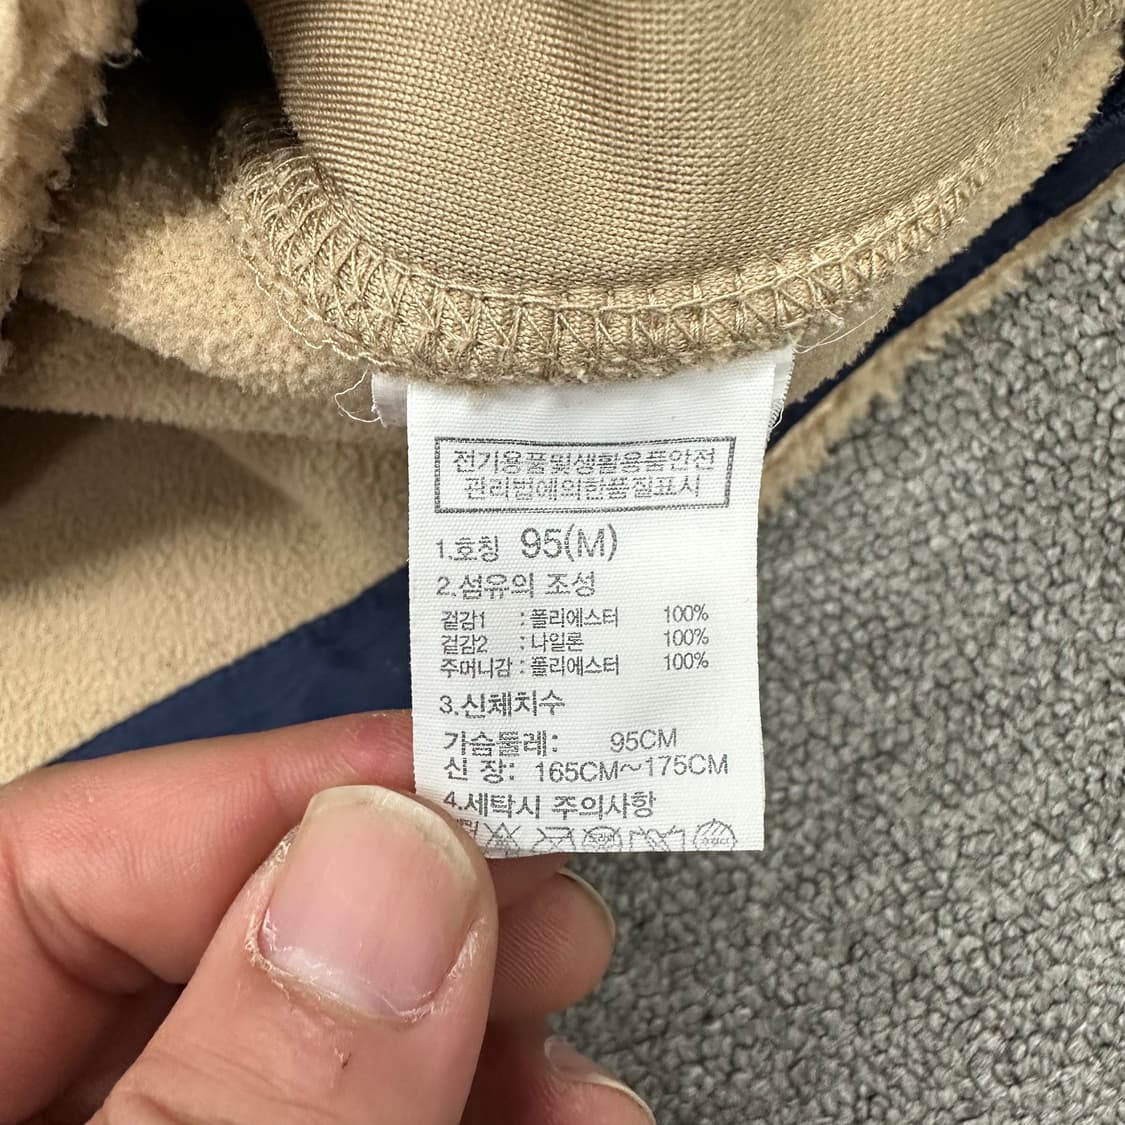 전기용품및생활용품안전
관리법에의한품질표시
1.호칭 95(M)
2.섬유의 조성
겉감1 : 폴리에스터 100%
겉감2 : 나일론 100%
주머니감 : 폴리에스터 100%
3.신체치수
가슴둘레: 95CM
신 장: 165CM~175CM
4.세탁시 주의사항